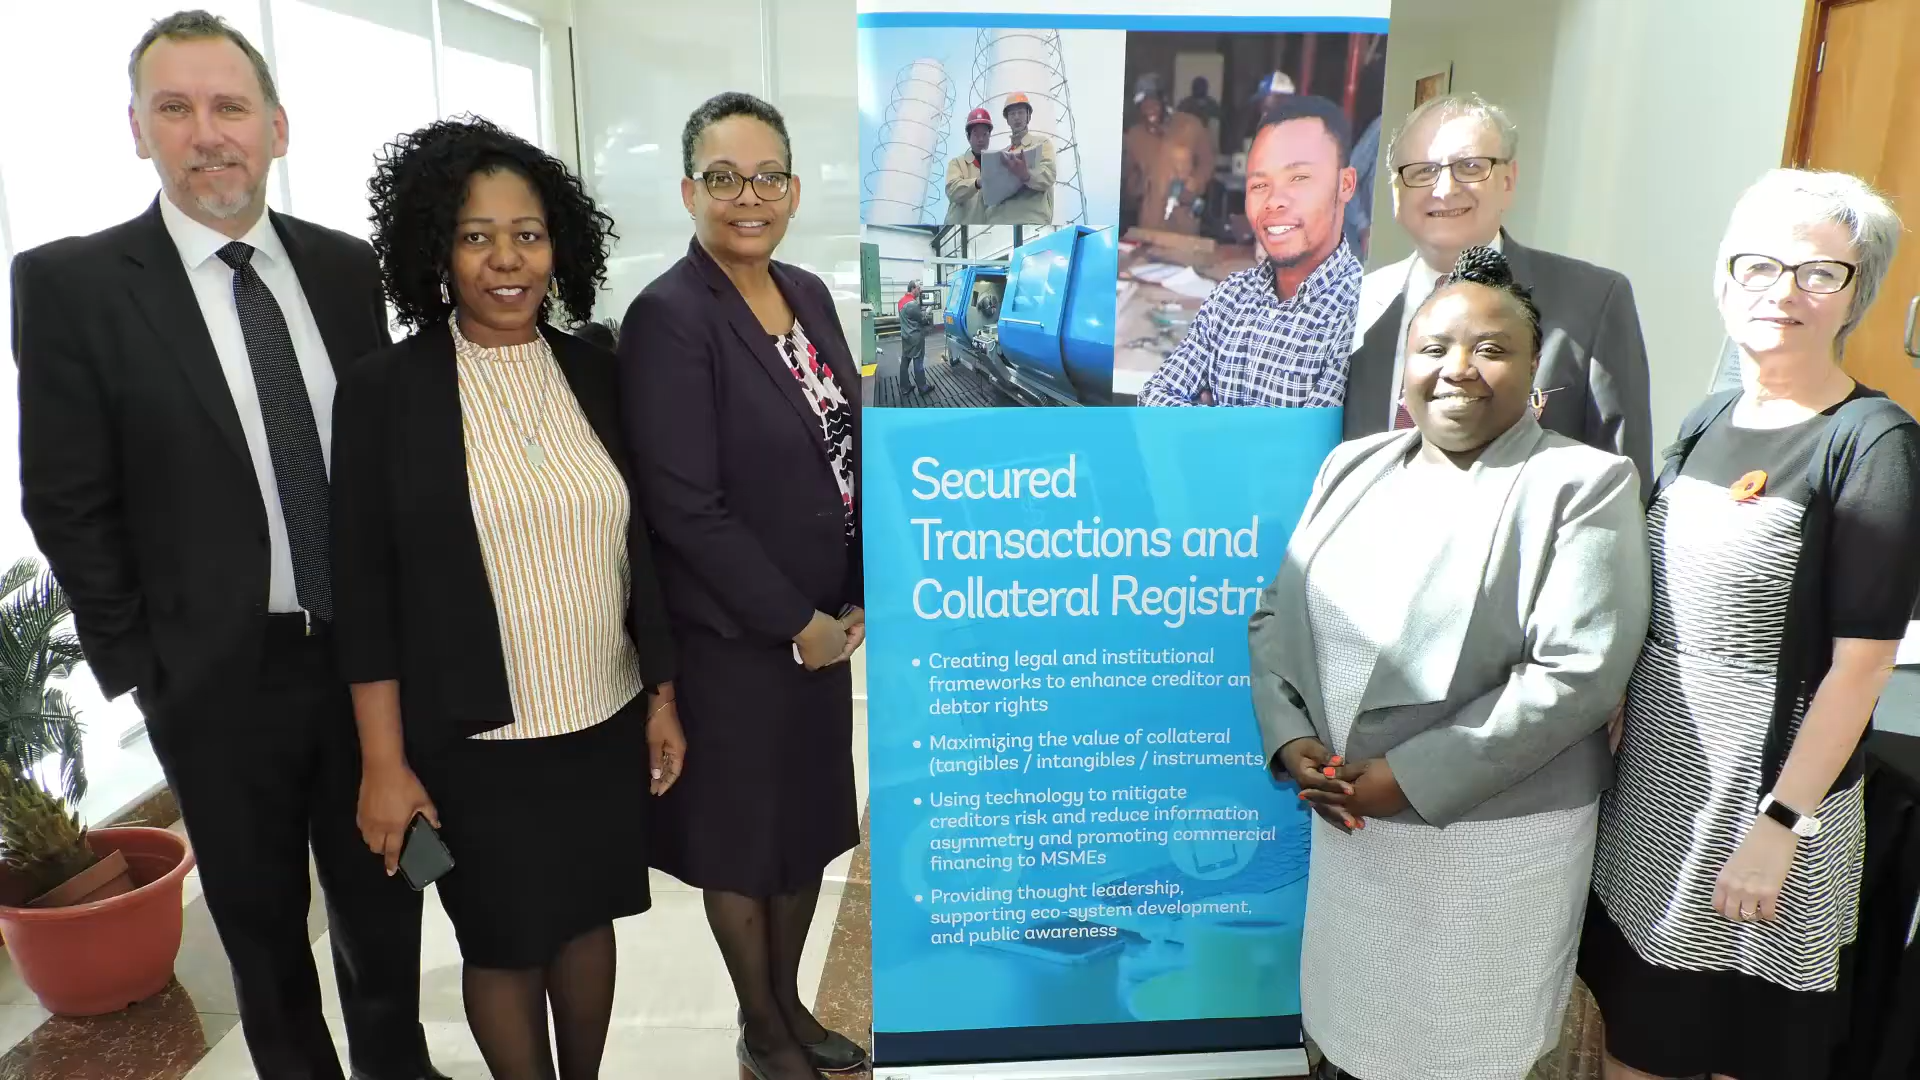 Secured
Transactions and
Collateral Registri
• Creating legal and institutional
frameworks to enhance creditor an
debtor rights
• Maximizing the value of collateral
(tangibles / intangibles / instruments)
• Using technology to mitigate
creditors risk and reduce information
asymmetry and promoting commercial
financing to MSMEs
• Providing thought leadership,
supporting eco-system development,
and public awareness